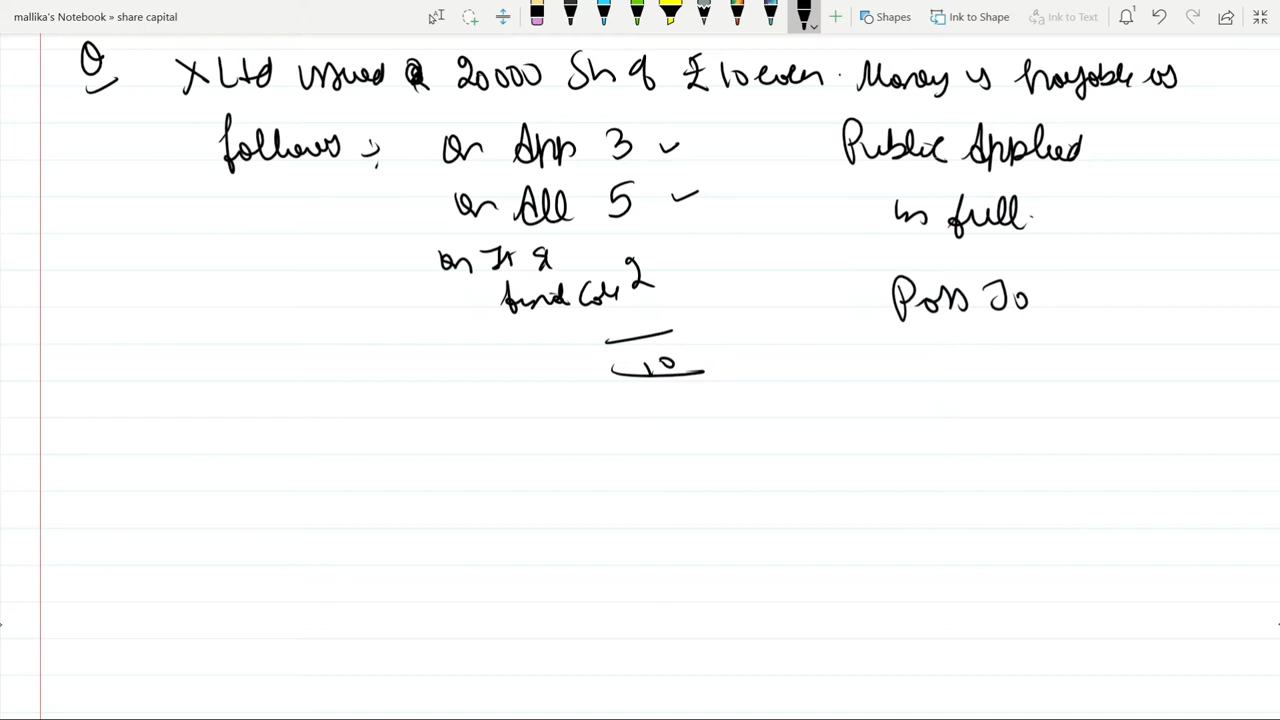 mallika's Notebook » share capital
Shapes
Ink to Shape
Ink to Text
Q X Ltd issued 20000 Sh of £ 10 each. Money is payable as
follows : On App 3 Public Applied
on All 5 in full.
on Ist &
final Call 2 Pass Jo
10